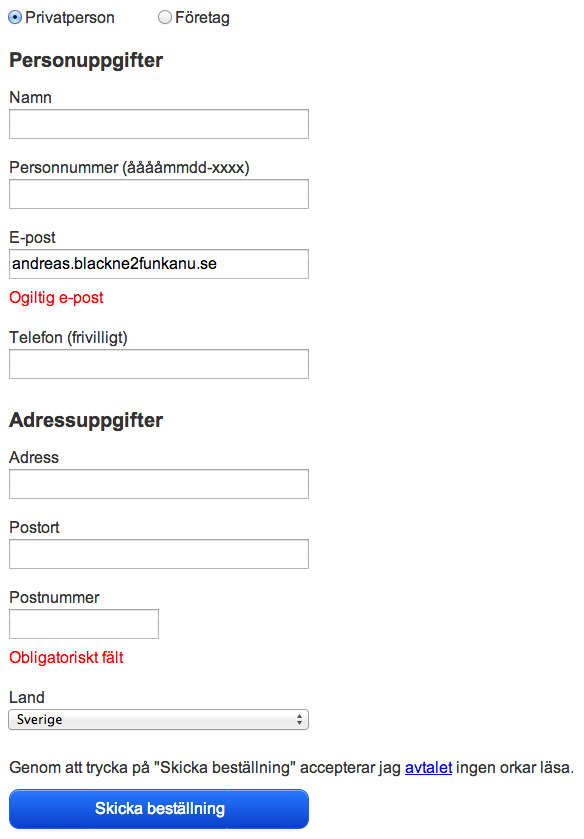 Privatperson Företag
Personuppgifter
Namn
Personnummer (ååååmmdd-xxxx)
E-post
andreas.blackne2funkanu.se
Ogiltig e-post
Telefon (frivilligt)
Adressuppgifter
Adress
Postort
Postnummer
Obligatoriskt fält
Land
Sverige
Genom att trycka på "Skicka beställning" accepterar jag avtalet ingen orkar läsa.
Skicka beställning